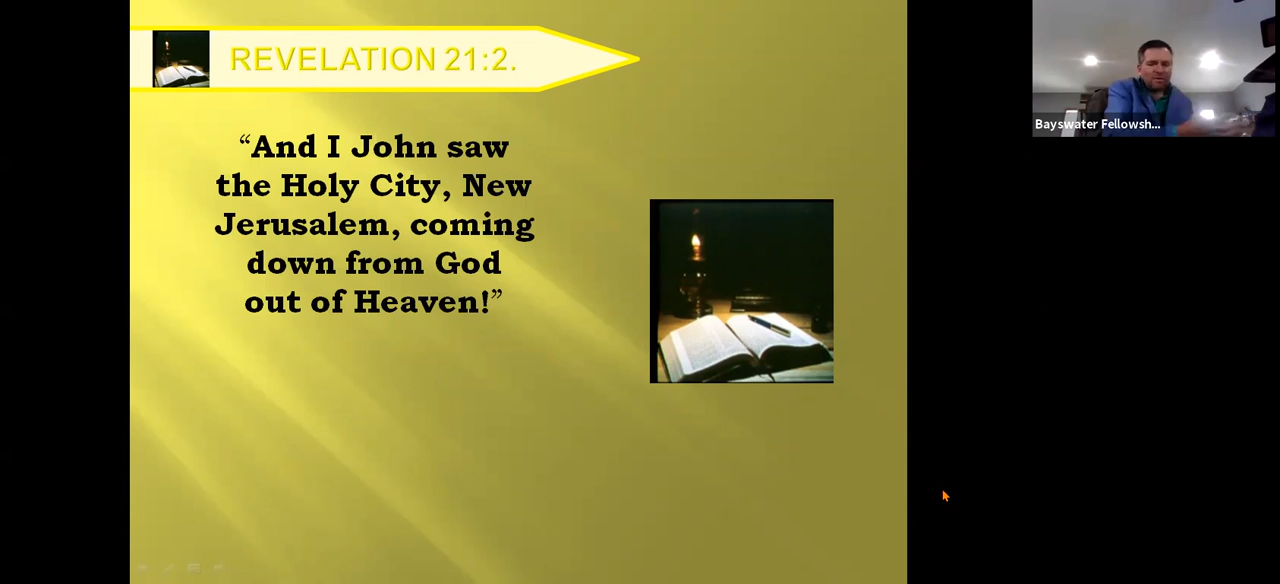 REVELATION 21:2.
“And I John saw
the Holy City, New
Jerusalem, coming
down from God
out of Heaven!”
Bayswater Fellowsh...